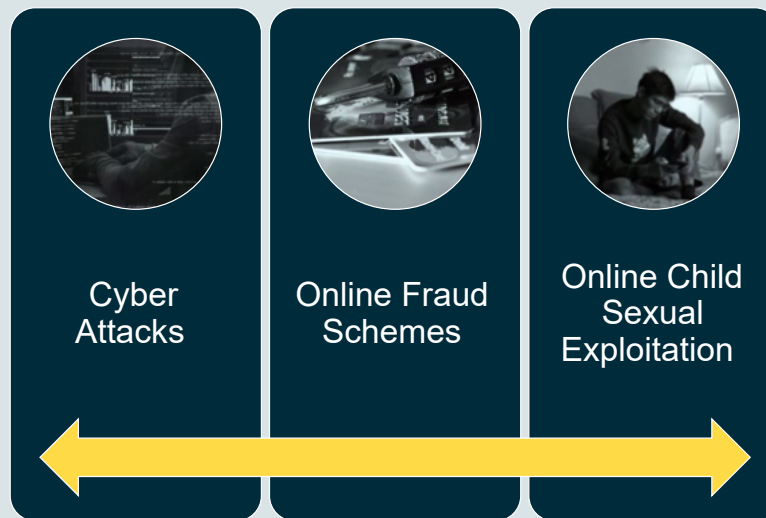 Cyber
Attacks
Online Fraud
Schemes
Online Child
Sexual
Exploitation